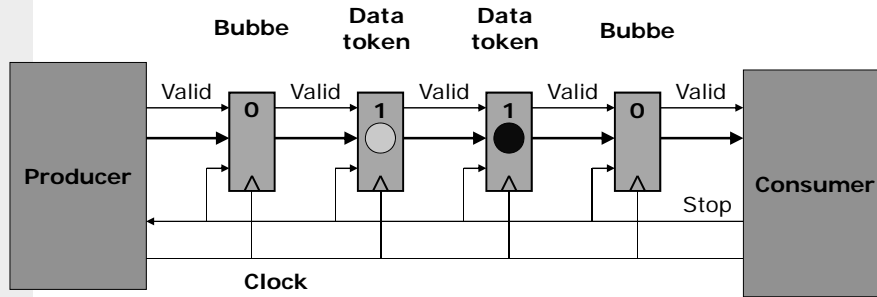 Bubbe
Data
token
Data
token
Bubbe
Valid
Valid
Valid
Valid
Valid
0
1
1
0
Producer
Consumer
Stop
Clock